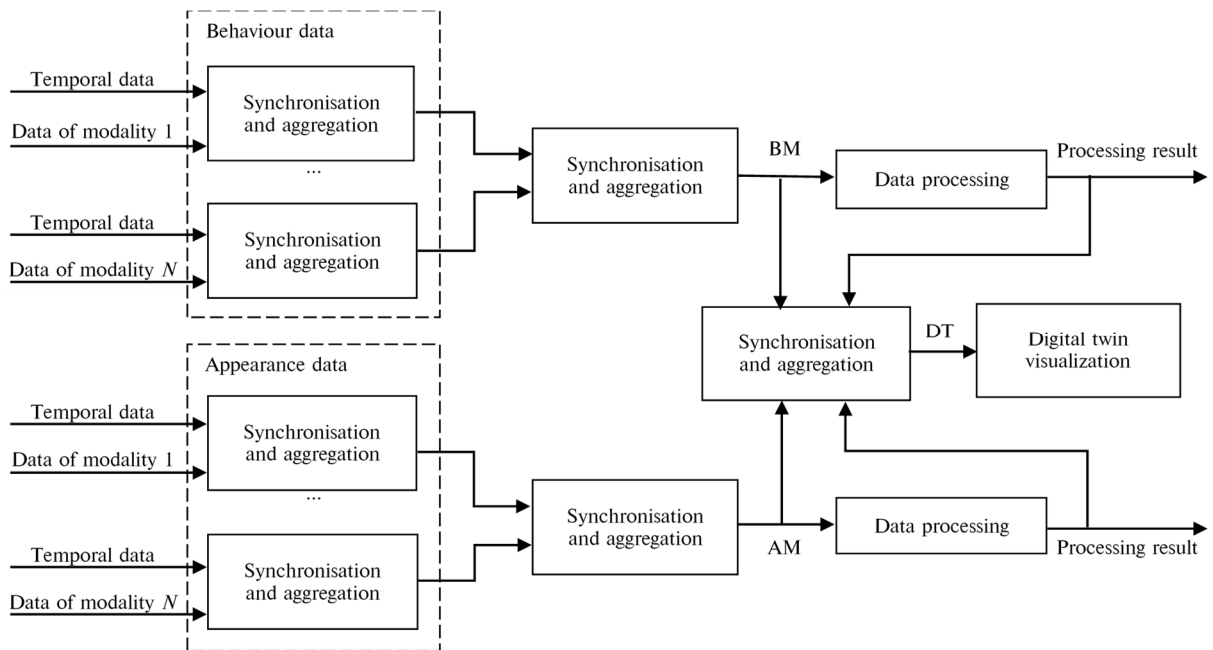 Behaviour data
Temporal data
Data of modality 1
Synchronisation
and aggregation
...
Temporal data
Data of modality N
Synchronisation
and aggregation
Synchronisation
and aggregation
BM
Data processing
Processing result
Synchronisation
and aggregation
DT
Digital twin
visualization
Appearance data
Temporal data
Data of modality 1
Synchronisation
and aggregation
...
Temporal data
Data of modality N
Synchronisation
and aggregation
Synchronisation
and aggregation
AM
Data processing
Processing result